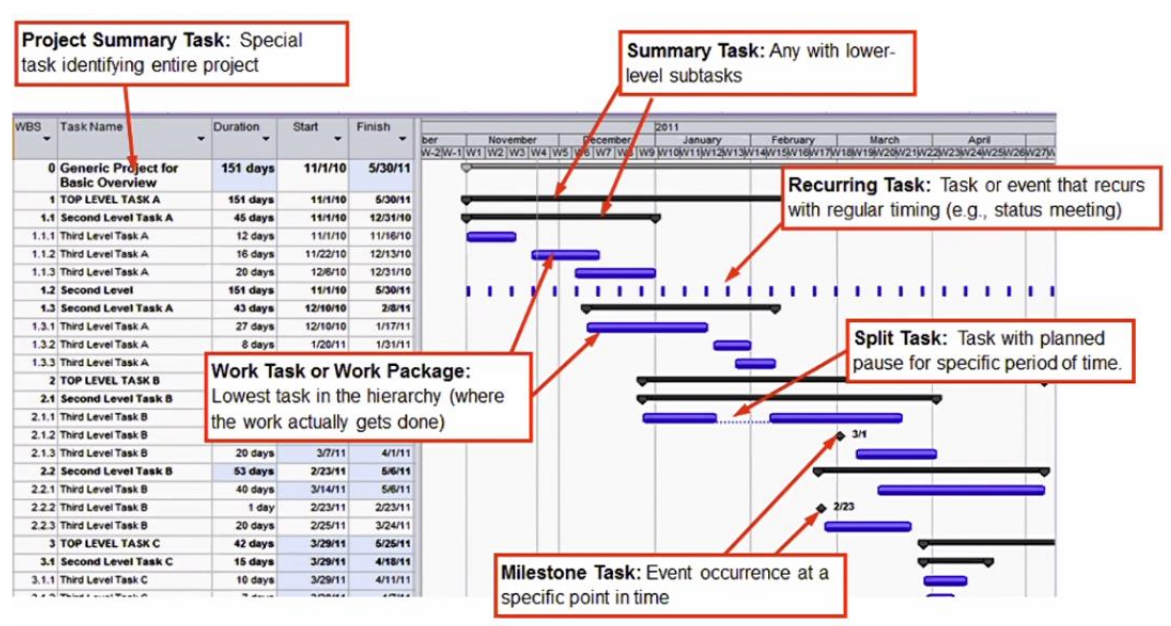 Project Summary Task: Special
task identifying entire project
Summary Task: Any with lower-
level subtasks
WBS Task Name Duration Start Finish
2011
ber November December January February March April
W-2 W-1 W1 W2 W3 W4 W5 W6 W7 W8 W9 W10 W11 W12 W13 W14 W15 W16 W17 W18 W19 W20 W21 W22 W23 W24 W25 W26 W27
0 Generic Project for 151 days 11/1/10 5/30/11
Basic Overview
1 TOP LEVEL TASK A 151 days 11/1/10 5/30/11
1.1 Second Level Task A 45 days 11/1/10 12/31/10
1.1.1 Third Level Task A 12 days 11/1/10 11/16/10
1.1.2 Third Level Task A 16 days 11/22/10 12/13/10
1.1.3 Third Level Task A 20 days 12/6/10 12/31/10
1.2 Second Level 151 days 11/1/10 5/30/11
1.3 Second Level Task A 43 days 12/10/10 2/8/11
1.3.1 Third Level Task A 27 days 12/10/10 1/17/11
1.3.2 Third Level Task A 8 days 1/20/11 1/31/11
1.3.3 Third Level Task A
2 TOP LEVEL TASK B
2.1 Second Level Task B
2.1.1 Third Level Task B
2.1.2 Third Level Task B 3/1
2.1.3 Third Level Task B 20 days 3/7/11 4/1/11
2.2 Second Level Task B 53 days 2/23/11 5/6/11
2.2.1 Third Level Task B 40 days 3/14/11 5/6/11
2.2.2 Third Level Task B 1 day 2/23/11 2/23/11 2/23
2.2.3 Third Level Task B 20 days 2/25/11 3/24/11
3 TOP LEVEL TASK C 42 days 3/29/11 5/25/11
3.1 Second Level Task C 15 days 3/29/11 4/18/11
3.1.1 Third Level Task C 10 days 3/29/11 4/11/11
Recurring Task: Task or event that recurs
with regular timing (e.g., status meeting)
Split Task: Task with planned
pause for specific period of time.
Work Task or Work Package:
Lowest task in the hierarchy (where
the work actually gets done)
Milestone Task: Event occurrence at a
specific point in time